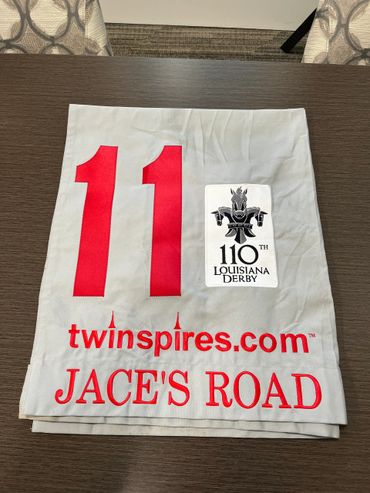 11
110TH
LOUISIANA
DERBY
twinspires.com™
JACE'S ROAD